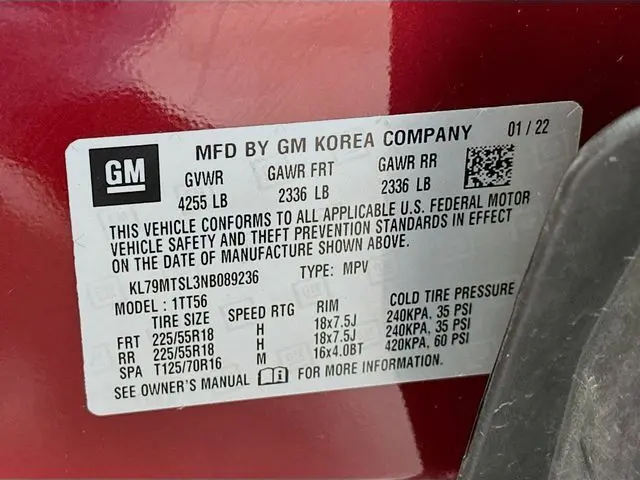 GM
MFD BY GM KOREA COMPANY 01 / 22
GVWR GAWR FRT GAWR RR
4255 LB 2336 LB 2336 LB
THIS VEHICLE CONFORMS TO ALL APPLICABLE U.S. FEDERAL MOTOR
VEHICLE SAFETY AND THEFT PREVENTION STANDARDS IN EFFECT
ON THE DATE OF MANUFACTURE SHOWN ABOVE.
KL79MTSL3NB089236 TYPE: MPV
MODEL: 1TT56
TIRE SIZE SPEED RTG RIM COLD TIRE PRESSURE
FRT 225/55R18 H 18x7.5J 240KPA, 35 PSI
RR 225/55R18 H 18x7.5J 240KPA, 35 PSI
SPA T125/70R16 M 16x4.0BT 420KPA, 60 PSI
SEE OWNER'S MANUAL FOR MORE INFORMATION.